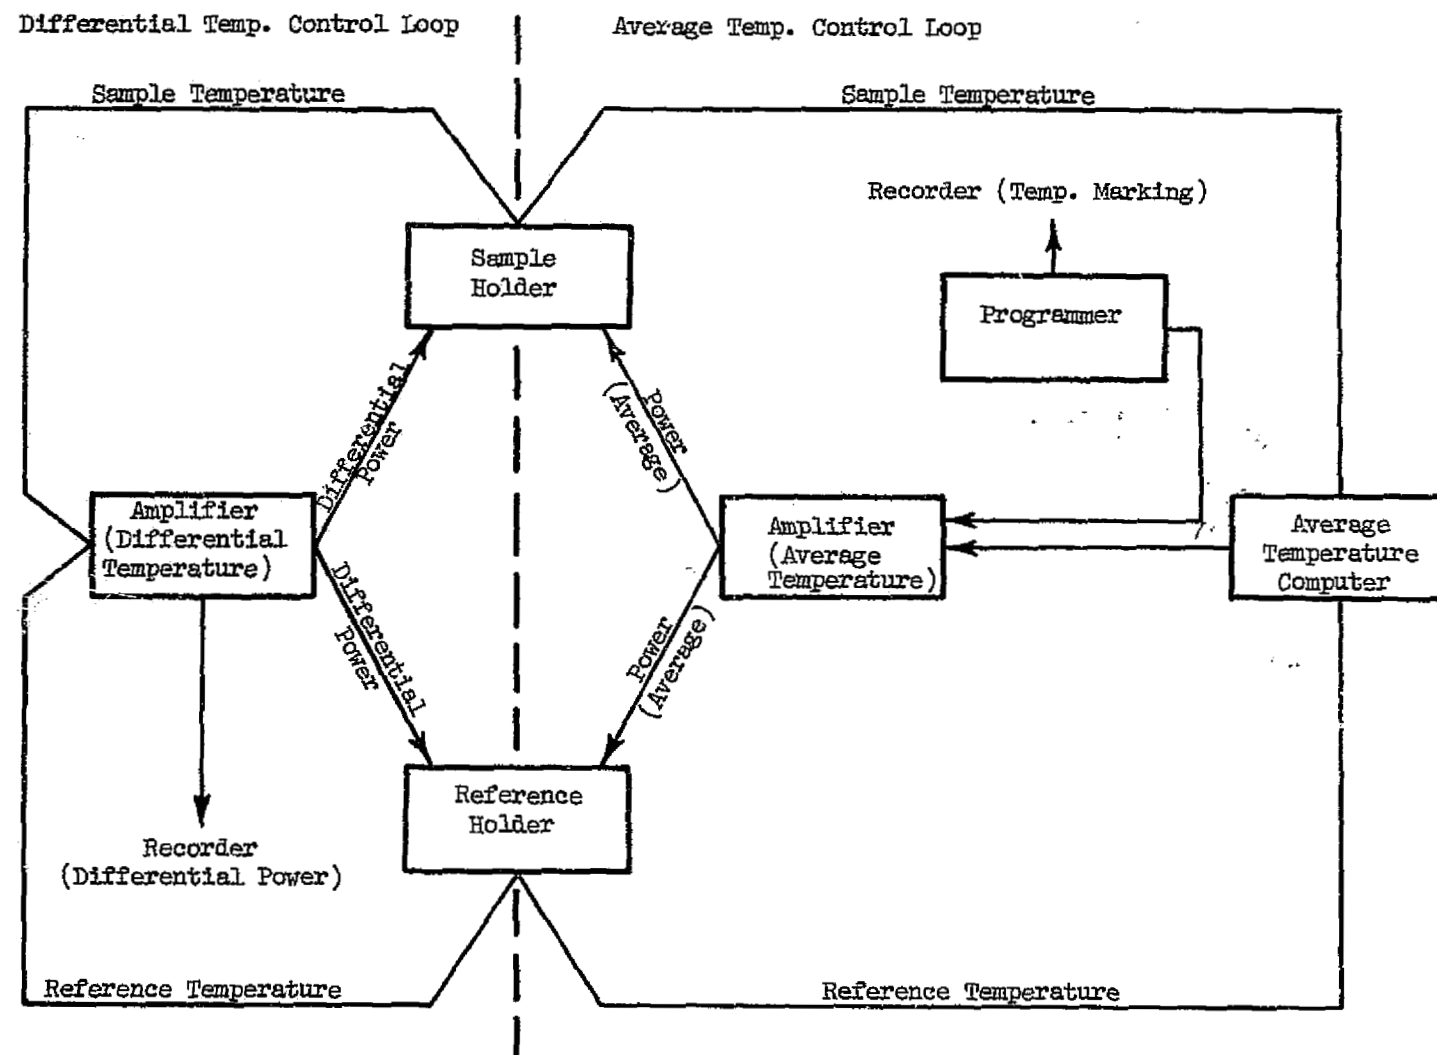 Differential Temp. Control Loop
Average Temp. Control Loop
Sample Temperature
Sample Temperature
Recorder (Temp. Marking)
Sample
Holder
Programmer
Differential
Power
Power
(Average)
Amplifier
(Differential
Temperature)
Amplifier
(Average
Temperature)
Average
Temperature
Computer
Differential
Power
Power
(Average)
Reference
Holder
Recorder
(Differential Power)
Reference Temperature
Reference Temperature